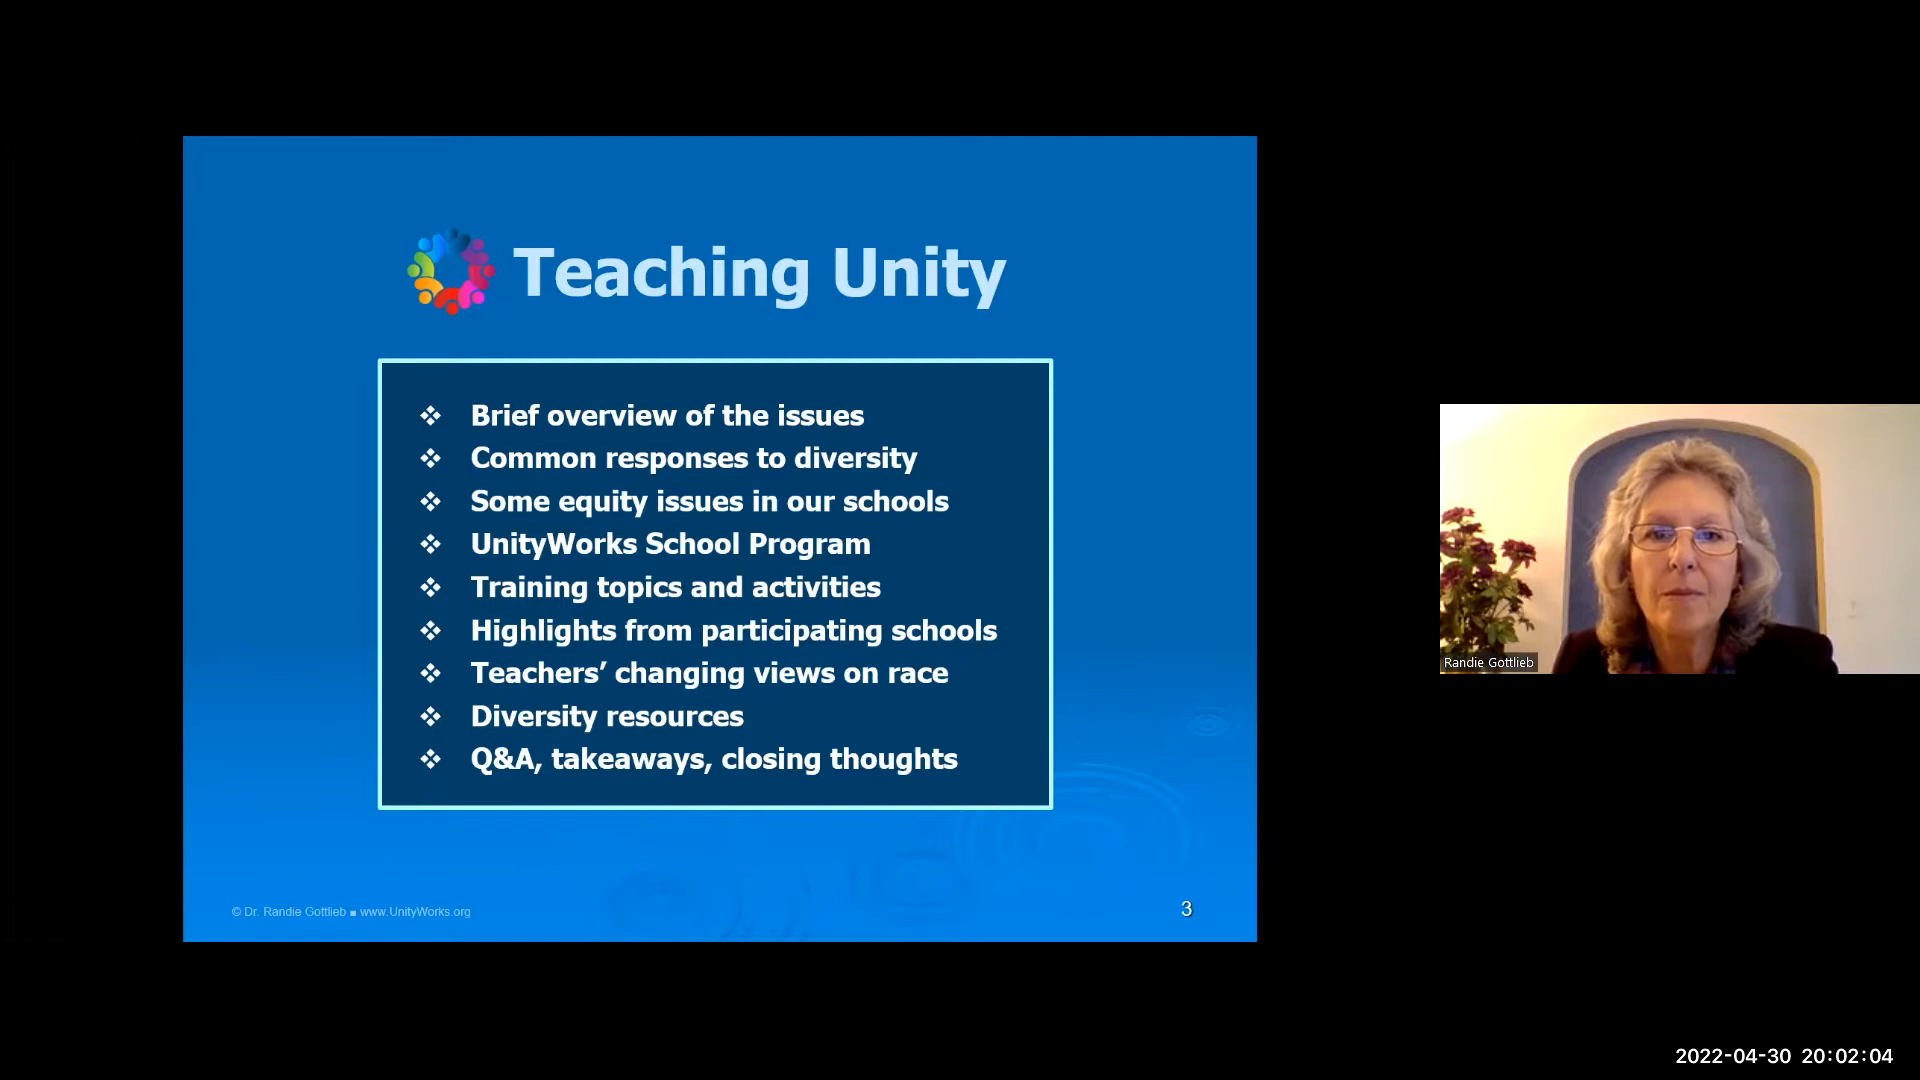 Teaching Unity
❖ Brief overview of the issues
❖ Common responses to diversity
❖ Some equity issues in our schools
❖ UnityWorks School Program
❖ Training topics and activities
❖ Highlights from participating schools
❖ Teachers’ changing views on race
❖ Diversity resources
❖ Q&A, takeaways, closing thoughts
© Dr. Randie Gottlieb ■ www.UnityWorks.org
3
Randie Gottlieb
2022-04-30 20:02:04